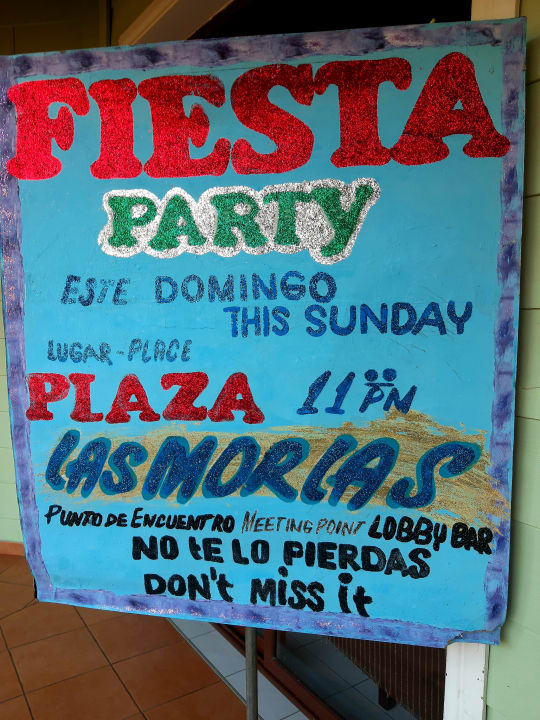 FIESTA
PARTY
ESTE DOMINGO
THIS SUNDAY
LUGAR-PLACE
PLAZA 11 PM
LAS MORLAS
PUNTO DE ENCUENTRO MEETING POINT LOBBY BAR
NO tE LO PIERDAS
DON't Miss it